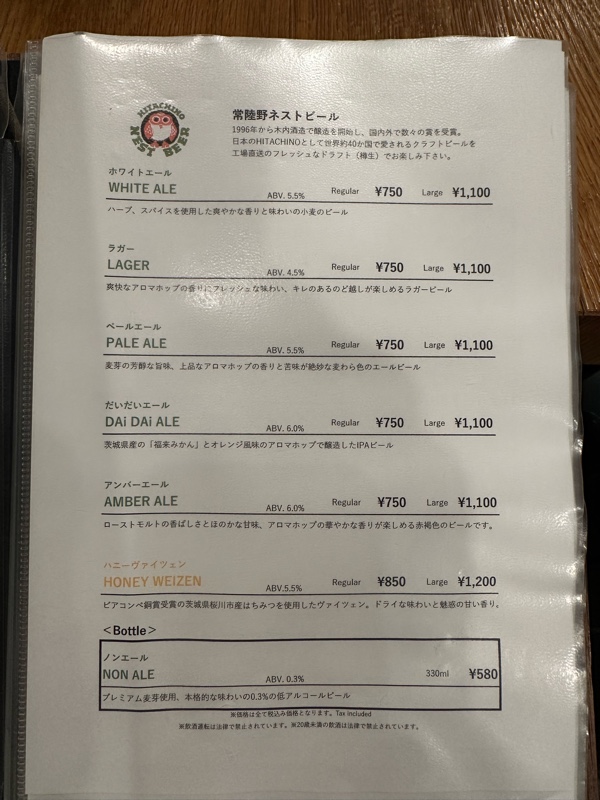 HITACHINO
NEST BEER
常陸野ネストビール
1996年から木内酒造で醸造を開始し、国内外で数々の賞を受賞。
日本のHITACHINOとして世界約40か国で愛されるクラフトビールを
工場直送のフレッシュなドラフト（樽生）でお楽しみ下さい。
ホワイトエール
WHITE ALE ABV. 5.5% Regular ¥750 Large ¥1,100
ハーブ、スパイスを使用した爽やかな香りと味わいの小麦のビール
ラガー
LAGER ABV. 4.5% Regular ¥750 Large ¥1,100
爽快なアロマホップの香りにフレッシュな味わい、キレのあるのど越しが楽しめるラガービール
ペールエール
PALE ALE ABV. 5.5% Regular ¥750 Large ¥1,100
麦芽の芳醇な旨味、上品なアロマホップの香りと苦味が絶妙な麦わら色のエールビール
だいだいエール
DAi DAi ALE ABV. 6.0% Regular ¥750 Large ¥1,100
茨城県産の「福来みかん」とオレンジ風味のアロマホップで醸造したIPAビール
アンバーエール
AMBER ALE ABV. 6.0% Regular ¥750 Large ¥1,100
ローストモルトの香ばしさとほのかな甘味、アロマホップの華やかな香りが楽しめる赤褐色のビールです。
ハニーヴァイツェン
HONEY WEIZEN ABV.5.5% Regular ¥850 Large ¥1,200
ビアコンペ銅賞受賞の茨城県桜川市産はちみつを使用したヴァイツェン。ドライな味わいと魅惑の甘い香り。
＜Bottle＞
ノンエール
NON ALE ABV. 0.3% 330ml ¥580
プレミアム麦芽使用、本格的な味わいの0.3%の低アルコールビール
※価格は全て税込み価格となります。Tax included
※飲酒運転は法律で禁止されています。※20歳未満の飲酒は法律で禁止されています。